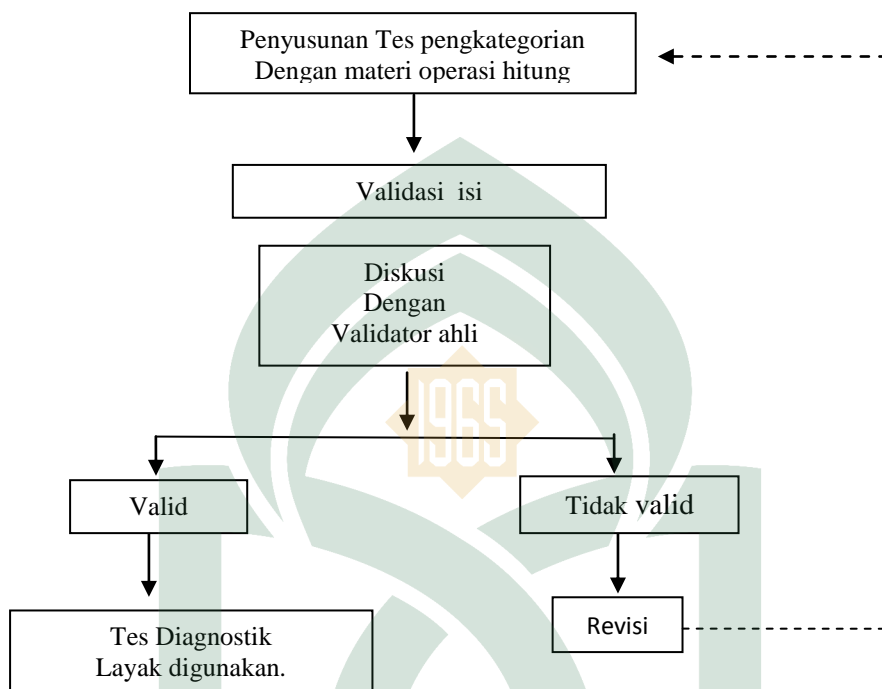 Penyusunan Tes pengkategorian
Dengan materi operasi hitung
Validasi isi
Diskusi
Dengan
Validator ahli
1965
Valid
Tidak valid
Tes Diagnostik
Layak digunakan.
Revisi